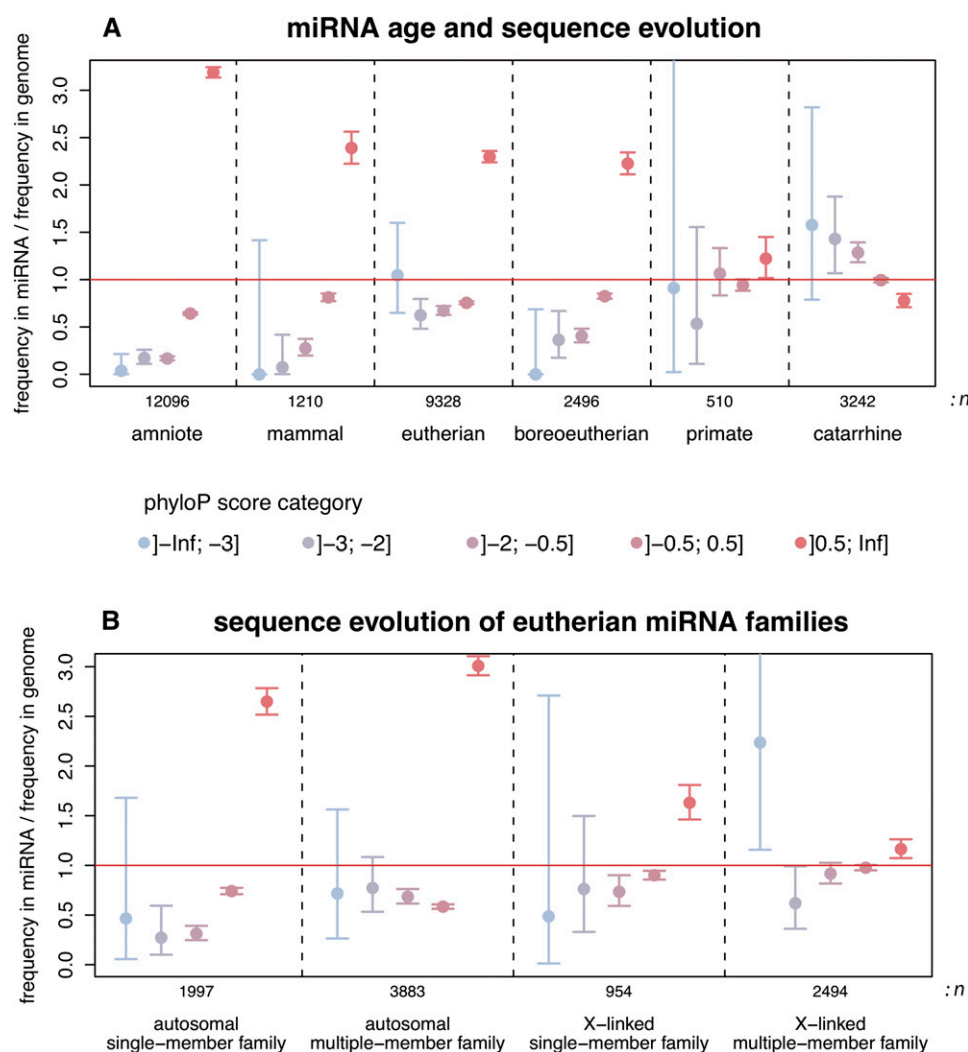 A miRNA age and sequence evolution
frequency in miRNA / frequency in genome
3.0
2.5
2.0
1.5
1.0
0.5
0.0
12096 1210 9328 2496 510 3242 :n
amniote mammal eutherian boreoeutherian primate catarrhine
phyloP score category
]−Inf; −3] ]−3; −2] ]−2; −0.5] ]−0.5; 0.5] ]0.5; Inf]
B sequence evolution of eutherian miRNA families
frequency in miRNA / frequency in genome
3.0
2.5
2.0
1.5
1.0
0.5
0.0
1997 3883 954 2494 :n
autosomal autosomal X−linked X−linked
single−member family multiple−member family single−member family multiple−member family